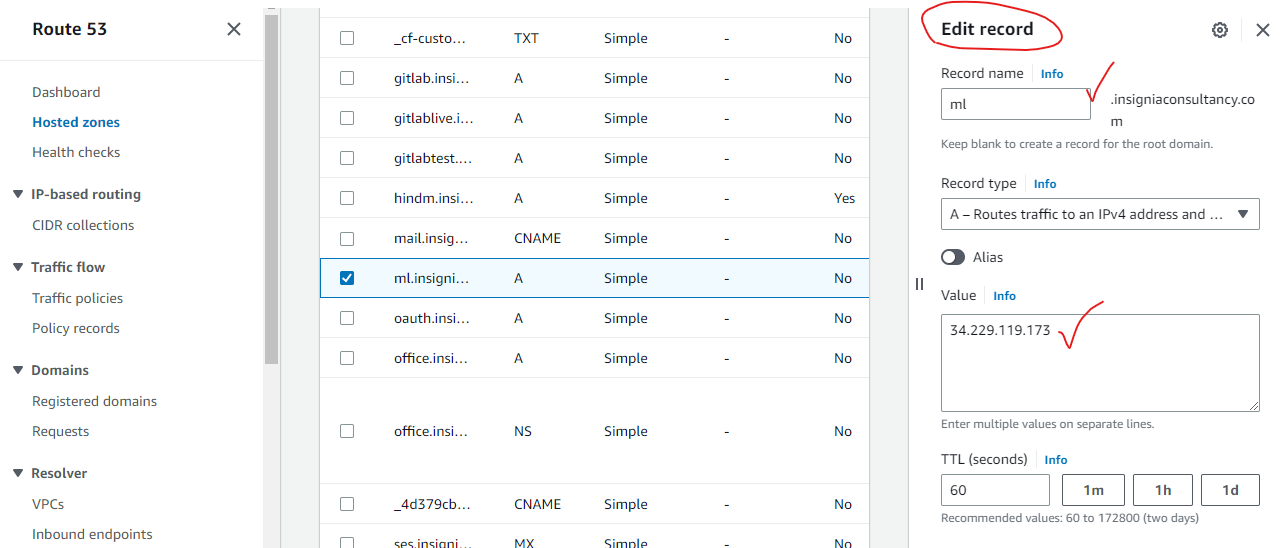 Route 53
Dashboard
Hosted zones
Health checks
IP-based routing
CIDR collections
Traffic flow
Traffic policies
Policy records
Domains
Registered domains
Requests
Resolver
VPCs
Inbound endpoints
_cf-custo... TXT Simple - No
gitlab.insi... A Simple - No
gitlablive.i... A Simple - No
gitlabtest.... A Simple - No
hindm.insi... A Simple - Yes
mail.insig... CNAME Simple - No
ml.insigni... A Simple - No
oauth.insi... A Simple - No
office.insi... A Simple - No
office.insi... NS Simple - No
_4d379cb... CNAME Simple - No
ses.insigni... MX Simple - No
Edit record
Record name Info
ml .insigniaconsultancy.co
m
Keep blank to create a record for the root domain.
Record type Info
A – Routes traffic to an IPv4 address and ...
Alias
Value Info
34.229.119.173
Enter multiple values on separate lines.
TTL (seconds) Info
60 1m 1h 1d
Recommended values: 60 to 172800 (two days)